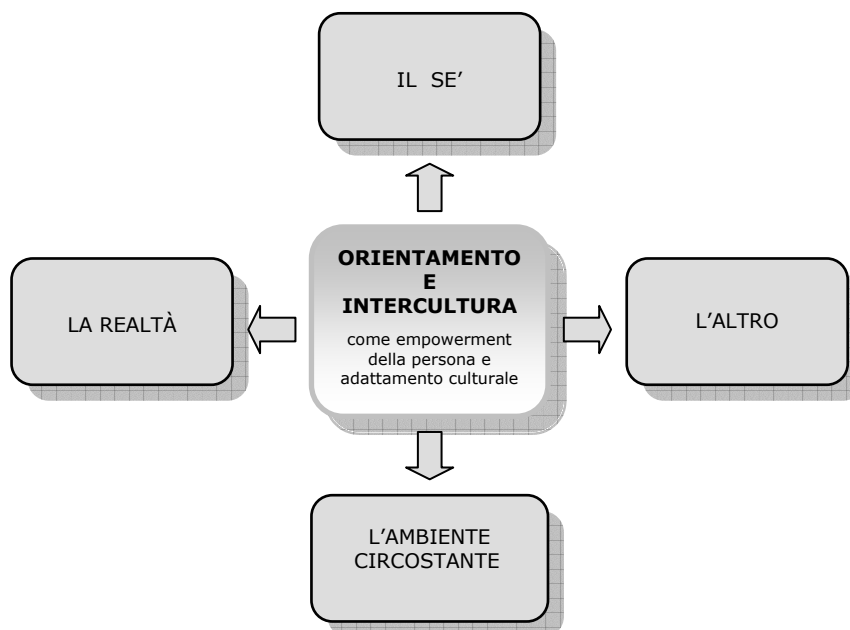 IL SE’
ORIENTAMENTO
E
INTERCULTURA
come empowerment
della persona e
adattamento culturale
LA REALTÀ
L’ALTRO
L’AMBIENTE
CIRCOSTANTE